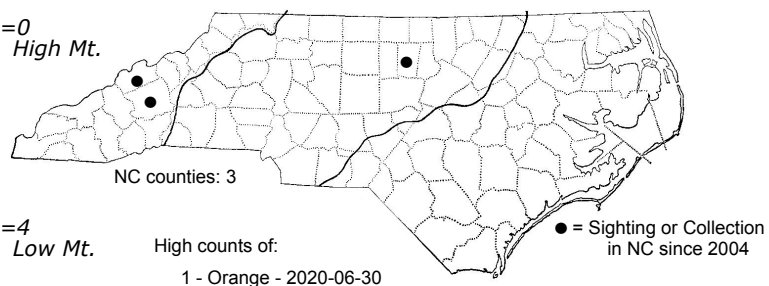 =0
High Mt.
NC counties: 3
=4
Low Mt.
High counts of:
● = Sighting or Collection
in NC since 2004
1 - Orange - 2020-06-30